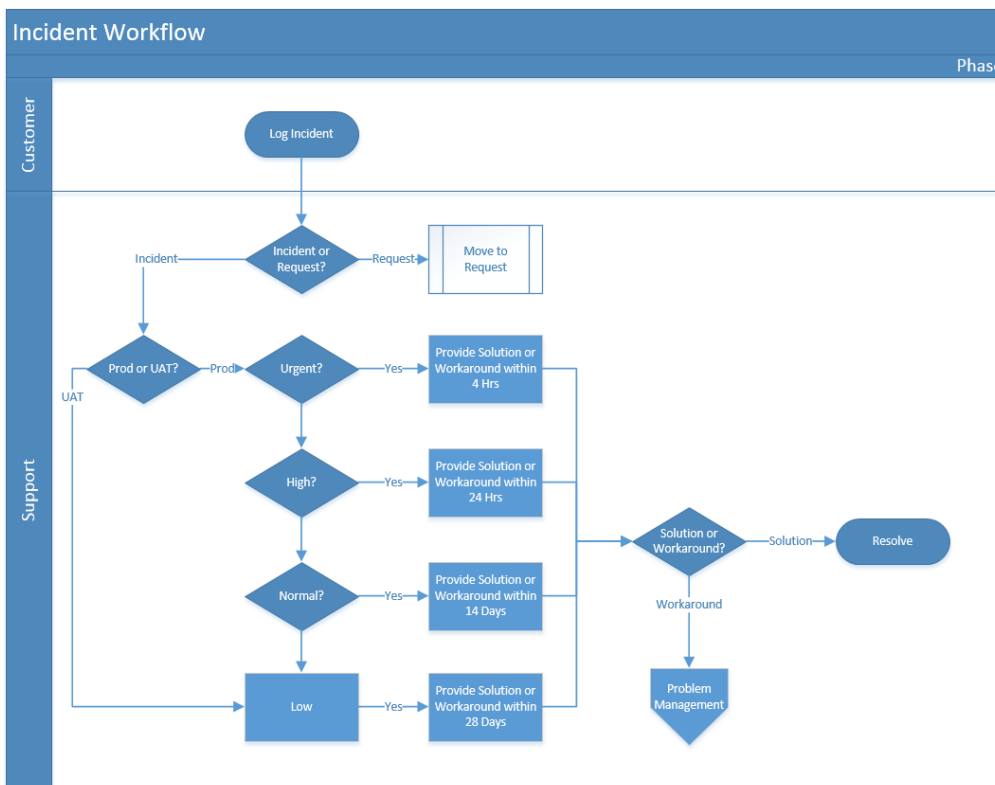 Incident Workflow
Phase
Customer
Log Incident
Support
Incident or
Request?
Incident
Request
Move to
Request
Prod or UAT?
Prod
UAT
Urgent?
Yes
Provide Solution or
Workaround within
4 Hrs
High?
Yes
Provide Solution or
Workaround within
24 Hrs
Solution or
Workaround?
Solution
Resolve
Normal?
Yes
Provide Solution or
Workaround within
14 Days
Workaround
Low
Yes
Provide Solution or
Workaround within
28 Days
Problem
Management